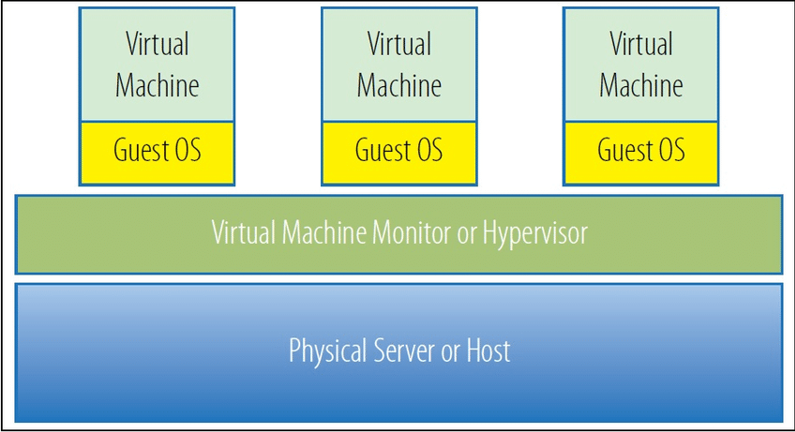 Virtual
Machine
Guest OS
Virtual
Machine
Guest OS
Virtual
Machine
Guest OS
Virtual Machine Monitor or Hypervisor
Physical Server or Host